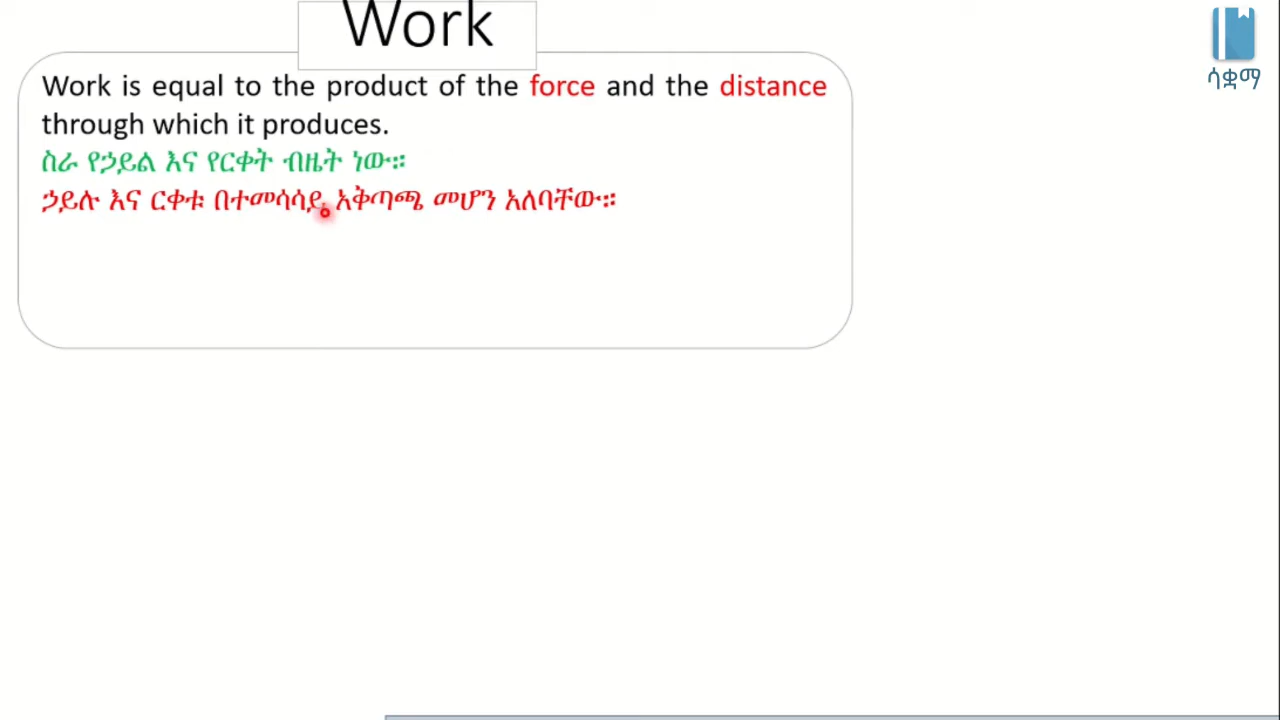 Work
Work is equal to the product of the force and the distance
through which it produces.
ስራ የኃይል እና የርቀት ብዜት ነው።
ኃይሉ እና ርቀቱ በተመሳሳይ አቅጣጫ መሆን አለባቸው።
ሳቋማ